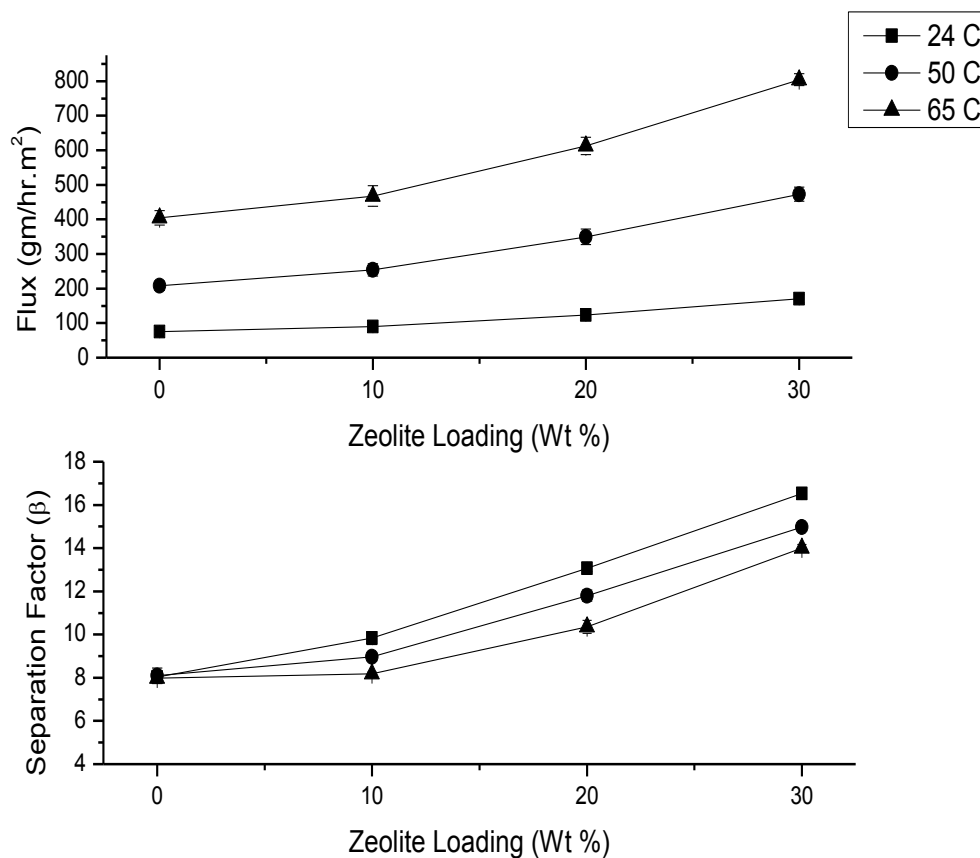 24 C
50 C
65 C
800
700
600
500
400
300
200
100
0
Flux (gm/hr.m²)
0 10 20 30
Zeolite Loading (Wt %)
18
16
14
12
10
8
6
4
Separation Factor (β)
0 10 20 30
Zeolite Loading (Wt %)